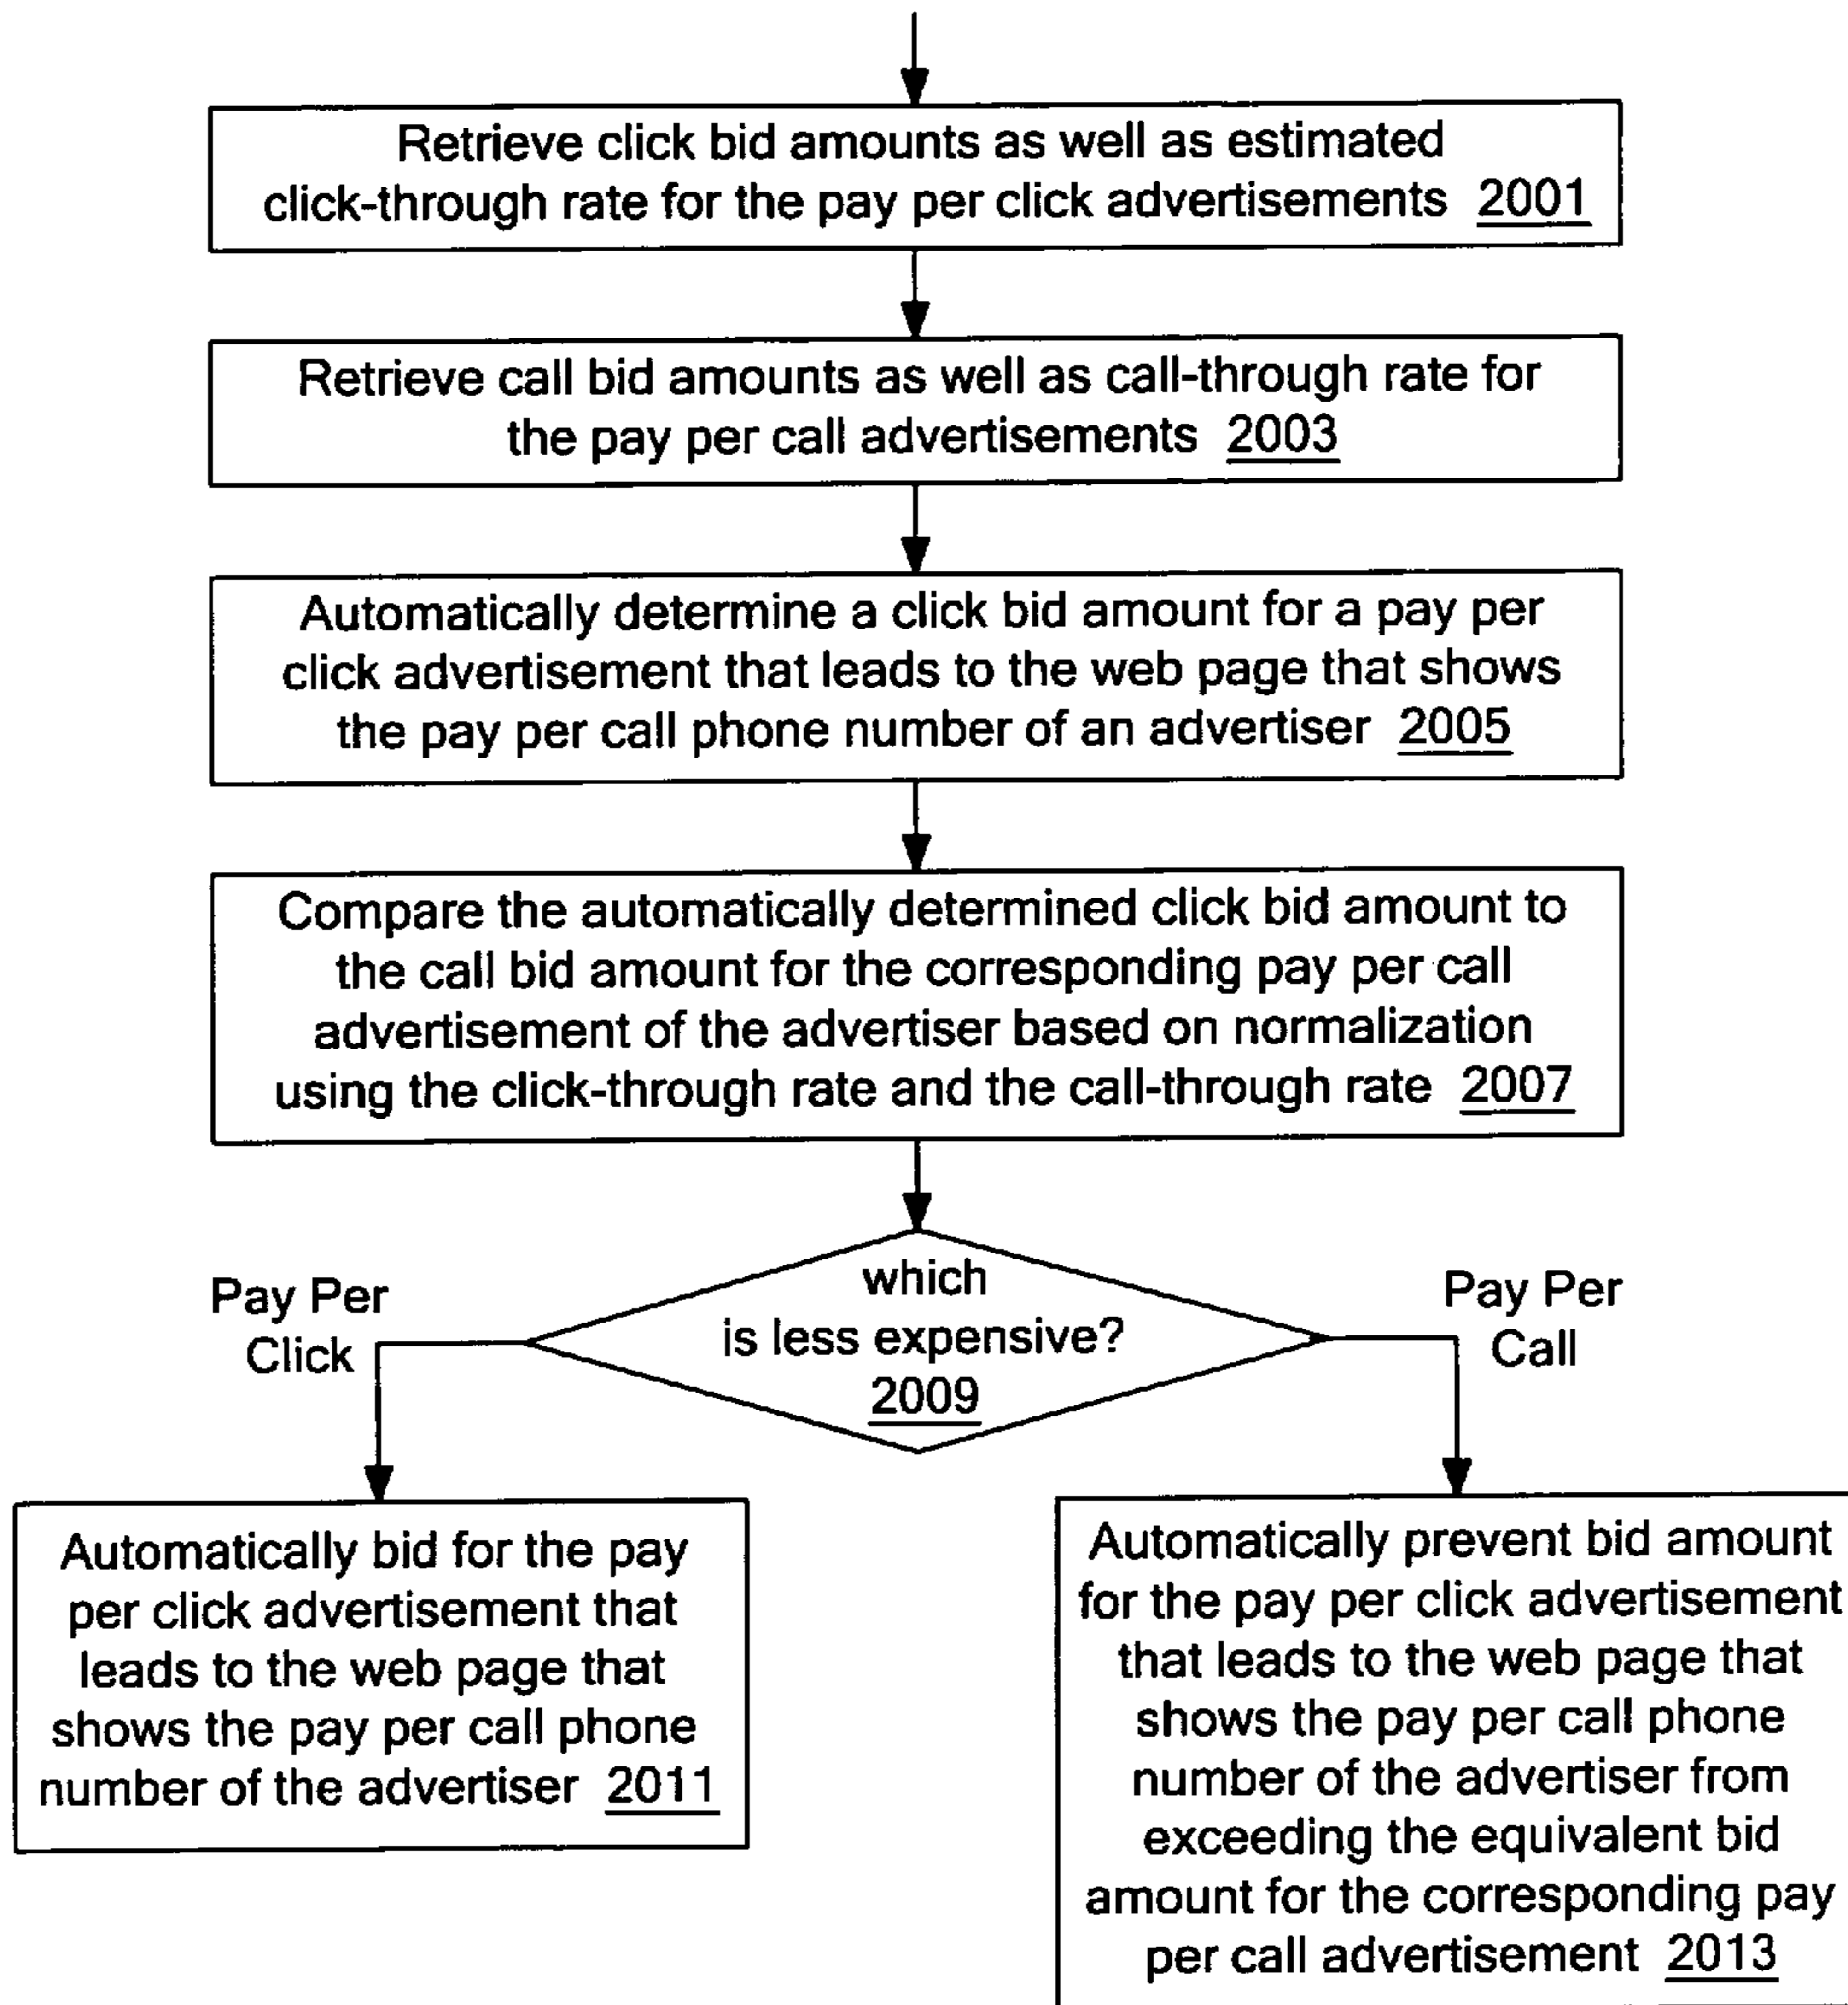 Retrieve click bid amounts as well as estimated
click-through rate for the pay per click advertisements 2001
Retrieve call bid amounts as well as call-through rate for
the pay per call advertisements 2003
Automatically determine a click bid amount for a pay per
click advertisement that leads to the web page that shows
the pay per call phone number of an advertiser 2005
Compare the automatically determined click bid amount to
the call bid amount for the corresponding pay per call
advertisement of the advertiser based on normalization
using the click-through rate and the call-through rate 2007
which
is less expensive?
2009
Pay Per
Click
Pay Per
Call
Automatically bid for the pay
per click advertisement that
leads to the web page that
shows the pay per call phone
number of the advertiser 2011
Automatically prevent bid amount
for the pay per click advertisement
that leads to the web page that
shows the pay per call phone
number of the advertiser from
exceeding the equivalent bid
amount for the corresponding pay
per call advertisement 2013